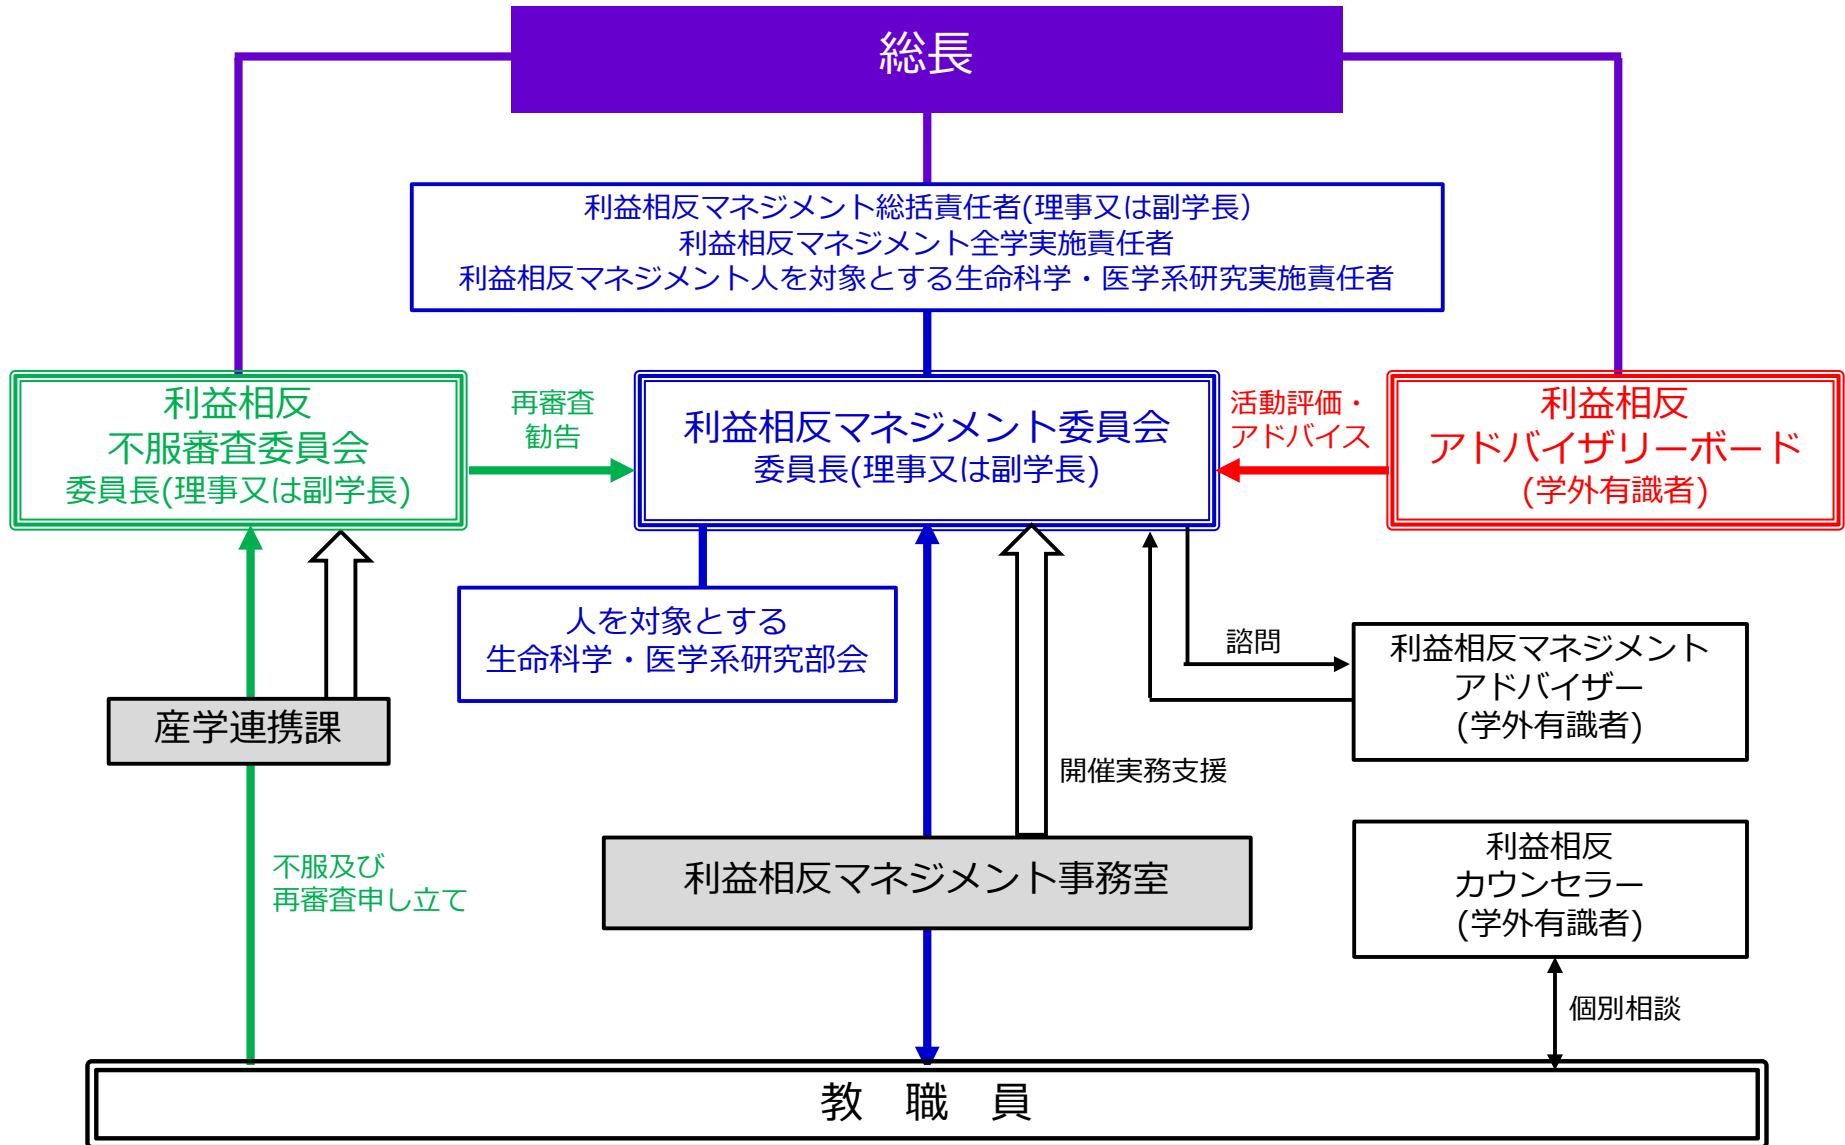 総長
利益相反マネジメント総括責任者(理事又は副学長）
利益相反マネジメント全学実施責任者
利益相反マネジメント人を対象とする生命科学・医学系研究実施責任者
利益相反
不服審査委員会
委員長(理事又は副学長)
再審査
勧告
利益相反マネジメント委員会
委員長(理事又は副学長)
活動評価・
アドバイス
利益相反
アドバイザリーボード
(学外有識者)
人を対象とする
生命科学・医学系研究部会
諮問
利益相反マネジメント
アドバイザー
(学外有識者)
産学連携課
開催実務支援
不服及び
再審査申し立て
利益相反マネジメント事務室
利益相反
カウンセラー
(学外有識者)
個別相談
教　職　員